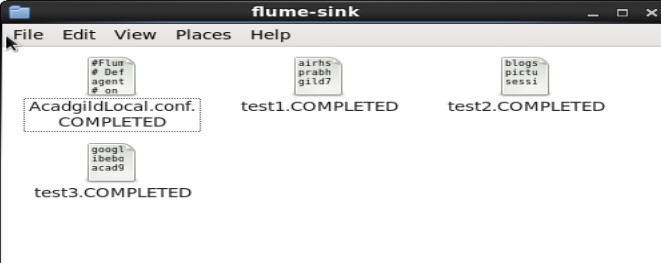 flume-sink
File Edit View Places Help
#Flum
# Def
agent
# on
AcadgildLocal.conf.
COMPLETED
airhs
prabh
gild7
test1.COMPLETED
blogs
pictu
sessi
test2.COMPLETED
googl
ibebo
acad9
test3.COMPLETED